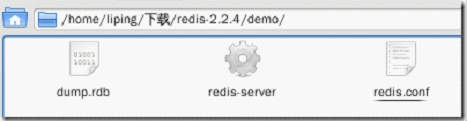 /home/liping/下载/redis-2.2.4/demo/
dump.rdb redis-server redis.conf